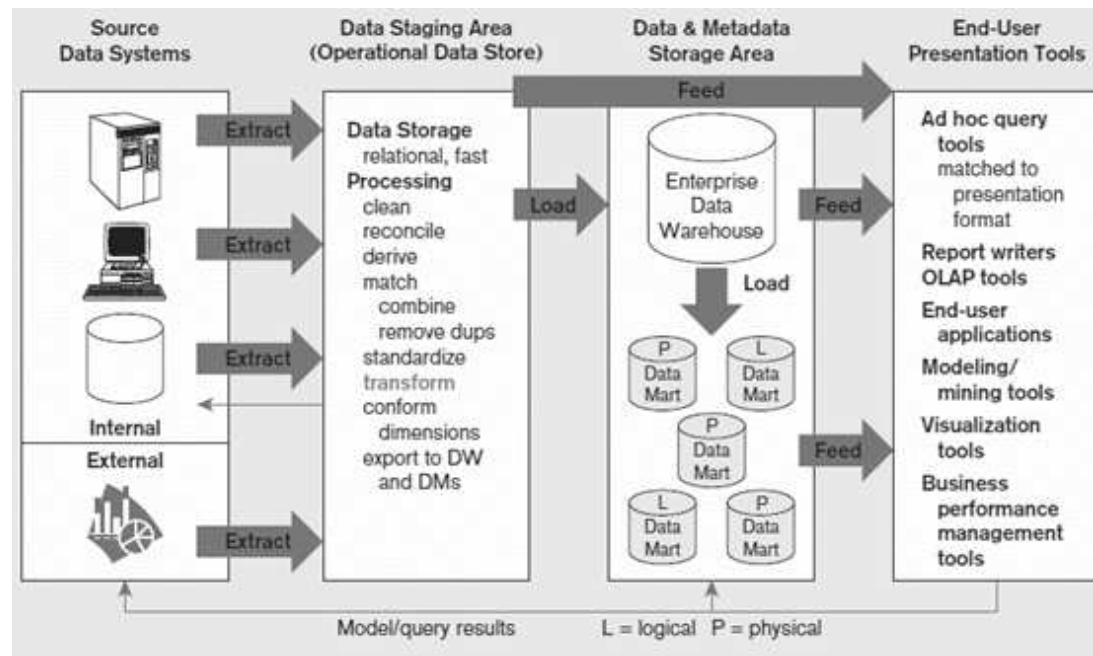 Source
Data Systems
Data Staging Area
(Operational Data Store)
Data & Metadata
Storage Area
End-User
Presentation Tools
Extract
Extract
Extract
Internal
External
Extract
Data Storage
relational, fast
Processing
clean
reconcile
derive
match
combine
remove dups
standardize
transform
conform
dimensions
export to DW
and DMs
Feed
Load
Enterprise
Data
Warehouse
Feed
Load
P
Data
Mart
L
Data
Mart
P
Data
Mart
L
Data
Mart
P
Data
Mart
Feed
Ad hoc query
tools
matched to
presentation
format
Report writers
OLAP tools
End-user
applications
Modeling/
mining tools
Visualization
tools
Business
performance
management
tools
Model/query results
L = logical P = physical